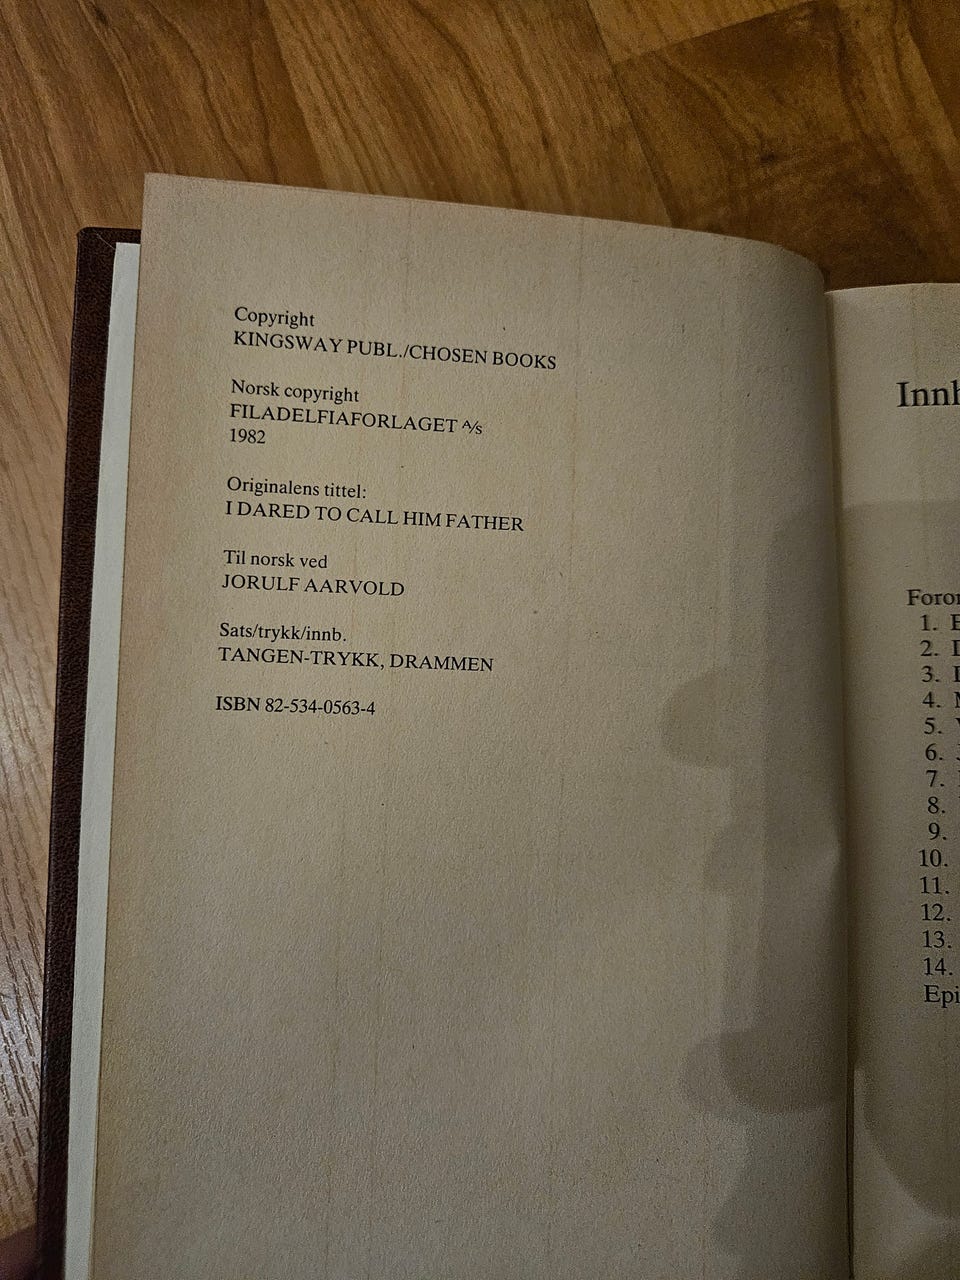 Copyright
KINGSWAY PUBL./CHOSEN BOOKS
Norsk copyright
FILADELFIAFORLAGET A/s
1982
Originalens tittel:
I DARED TO CALL HIM FATHER
Til norsk ved
JORULF AARVOLD
Sats/trykk/innb.
TANGEN-TRYKK, DRAMMEN
ISBN 82-534-0563-4
1.
2.
3.
4.
5.
6.
7.
8.
9.
10.
11.
12.
13.
14.